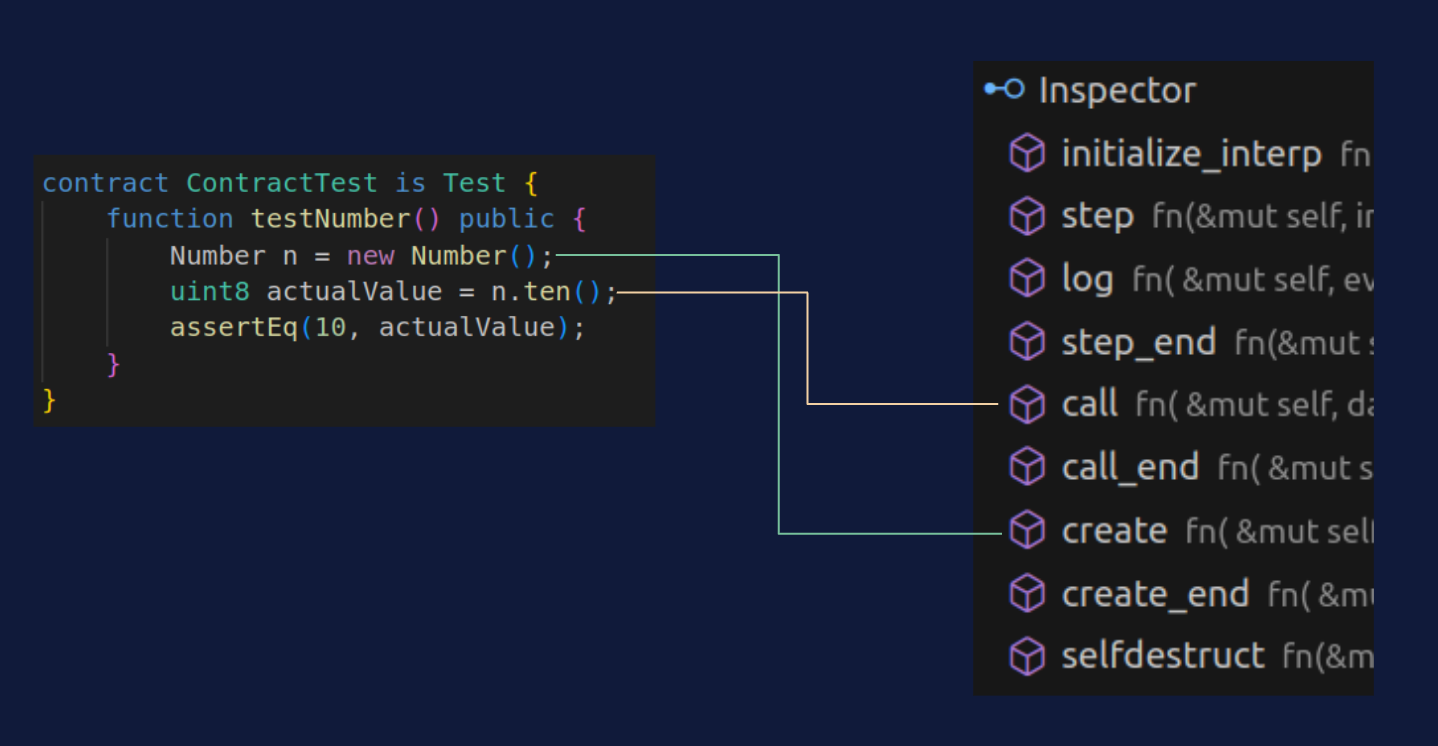 contract ContractTest is Test {
function testNumber() public {
Number n = new Number();
uint8 actualValue = n.ten();
assertEq(10, actualValue);
}
}
Inspector
initialize_interp fn
step fn(&mut self, in
log fn( &mut self, ev
step_end fn(&mut s
call fn( &mut self, da
call_end fn( &mut s
create fn( &mut self
create_end fn( &mu
selfdestruct fn(&m